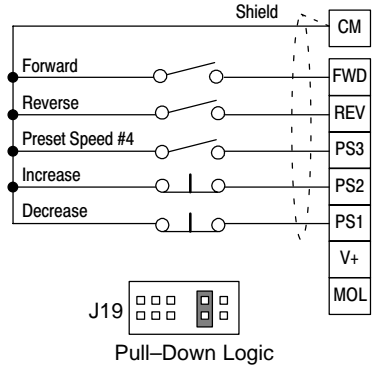 Shield
CM
Forward
FWD
Reverse
REV
Preset Speed #4
PS3
Increase
PS2
Decrease
PS1
V+
MOL
J19
Pull–Down Logic